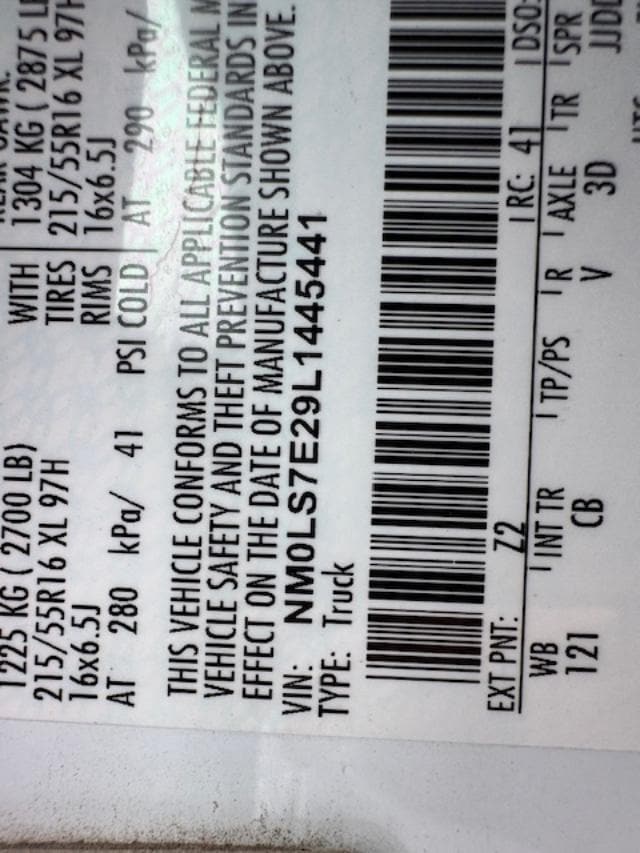 1225 KG ( 2700 LB) WITH 1304 KG ( 2875
215/55R16 XL 97H TIRES 215/55R16 XL 97H
16x6.5J RIMS 16x6.5J
AT 280 kPa/ 41 PSI COLD AT 290 kPa/
THIS VEHICLE CONFORMS TO ALL APPLICABLE FEDERAL
VEHICLE SAFETY AND THEFT PREVENTION STANDARDS IN
EFFECT ON THE DATE OF MANUFACTURE SHOWN ABOVE.
VIN: NM0LS7E29L1445441
TYPE: Truck
EXT PNT: Z2 RC: 41 DSO:
WB INT TR TP/PS R AXLE TR SPR
121 CB V 3D